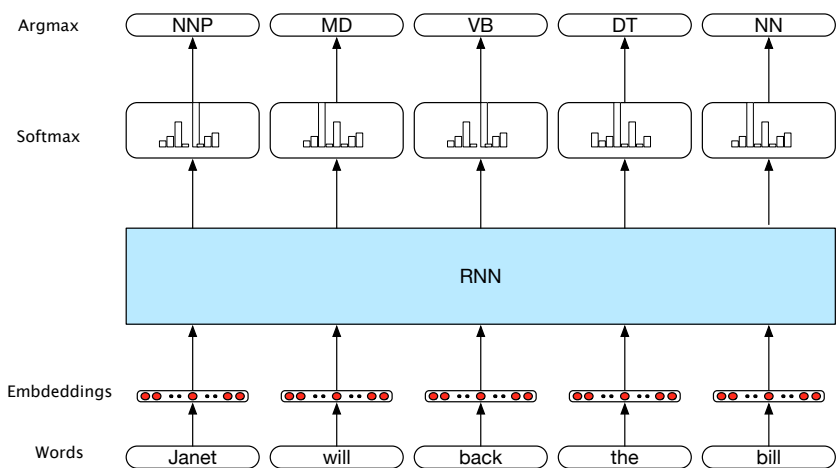 Argmax NNP MD VB DT NN
Softmax
RNN
Embdeddings
Words Janet will back the bill